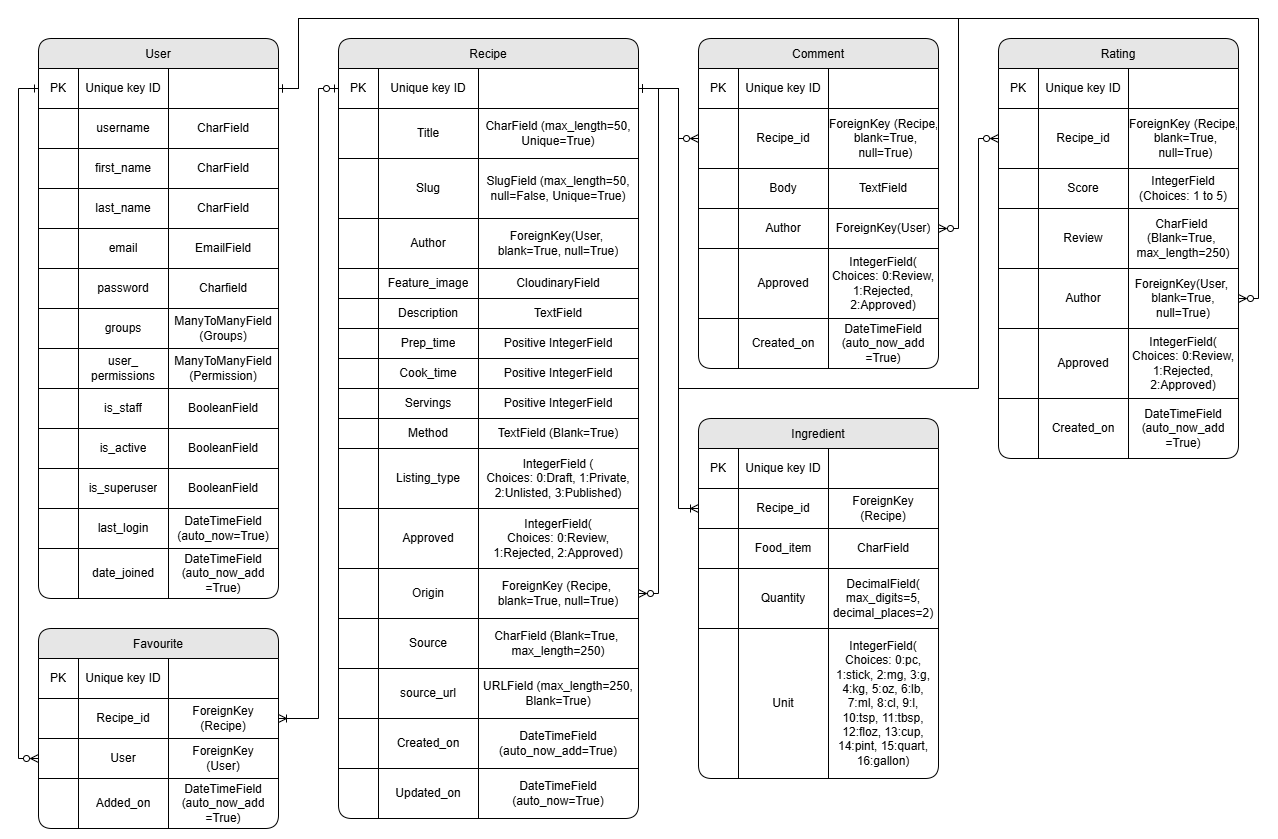 User
PK
Unique key ID
username
CharField
first_name
CharField
last_name
CharField
email
EmailField
password
Charfield
groups
ManyToManyField
(Groups)
user_
permissions
ManyToManyField
(Permission)
is_staff
BooleanField
is_active
BooleanField
is_superuser
BooleanField
last_login
DateTimeField
(auto_now=True)
date_joined
DateTimeField
(auto_now_add
=True)
Favourite
PK
Unique key ID
Recipe_id
ForeignKey
(Recipe)
User
ForeignKey
(User)
Added_on
DateTimeField
(auto_now_add
=True)
Recipe
PK
Unique key ID
Title
CharField (max_length=50,
Unique=True)
Slug
SlugField (max_length=50,
null=False, Unique=True)
Author
ForeignKey(User,
blank=True, null=True)
Feature_image
CloudinaryField
Description
TextField
Prep_time
Positive IntegerField
Cook_time
Positive IntegerField
Servings
Positive IntegerField
Method
TextField (Blank=True)
Listing_type
IntegerField (
Choices: 0:Draft, 1:Private,
2:Unlisted, 3:Published)
Approved
IntegerField(
Choices: 0:Review,
1:Rejected, 2:Approved)
Origin
ForeignKey (Recipe,
blank=True, null=True)
Source
CharField (Blank=True,
max_length=250)
source_url
URLField (max_length=250,
Blank=True)
Created_on
DateTimeField
(auto_now_add=True)
Updated_on
DateTimeField
(auto_now=True)
Comment
PK
Unique key ID
Recipe_id
ForeignKey (Recipe,
blank=True,
null=True)
Body
TextField
Author
ForeignKey(User)
Approved
IntegerField(
Choices: 0:Review,
1:Rejected,
2:Approved)
Created_on
DateTimeField
(auto_now_add
=True)
Ingredient
PK
Unique key ID
Recipe_id
ForeignKey
(Recipe)
Food_item
CharField
Quantity
DecimalField(
max_digits=5,
decimal_places=2)
Unit
IntegerField(
Choices: 0:pc,
1:stick, 2:mg, 3:g,
4:kg, 5:oz, 6:lb,
7:ml, 8:cl, 9:l,
10:tsp, 11:tbsp,
12:floz, 13:cup,
14:pint, 15:quart,
16:gallon)
Rating
PK
Unique key ID
Recipe_id
ForeignKey (Recipe,
blank=True,
null=True)
Score
IntegerField
(Choices: 1 to 5)
Review
CharField
(Blank=True,
max_length=250)
Author
ForeignKey(User,
blank=True,
null=True)
Approved
IntegerField(
Choices: 0:Review,
1:Rejected,
2:Approved)
Created_on
DateTimeField
(auto_now_add
=True)